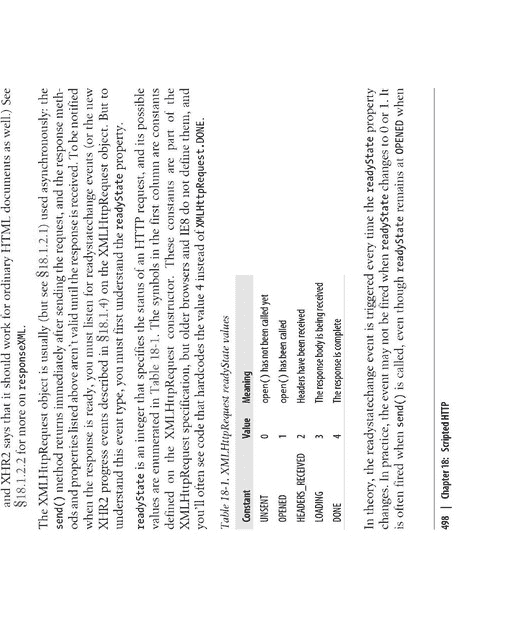 and XHR2 says that it should work for ordinary HTML documents as well.) See
§18.1.2.2 for more on responseXML.
The XMLHttpRequest object is usually (but see §18.1.2.1) used asynchronously: the
send() method returns immediately after sending the request, and the response meth-
ods and properties listed above aren't valid until the response is received. To be notified
when the response is ready, you must listen for readystatechange events (or the new
XHR2 progress events described in §18.1.4) on the XMLHttpRequest object. But to
understand this event type, you must first understand the readyState property.
readyState is an integer that specifies the status of an HTTP request, and its possible
values are enumerated in Table 18-1. The symbols in the first column are constants
defined on the XMLHttpRequest constructor. These constants are part of the
XMLHttpRequest specification, but older browsers and IE8 do not define them, and
you'll often see code that hardcodes the value 4 instead of XMLHttpRequest.DONE.
Table 18-1. XMLHttpRequest readyState values
Constant Value Meaning
UNSENT 0 open() has not been called yet
OPENED 1 open() has been called
HEADERS_RECEIVED 2 Headers have been received
LOADING 3 The response body is being received
DONE 4 The response is complete
In theory, the readystatechange event is triggered every time the readyState property
changes. In practice, the event may not be fired when readyState changes to 0 or 1. It
is often fired when send() is called, even though readyState remains at OPENED when
498 | Chapter 18: Scripted HTTP